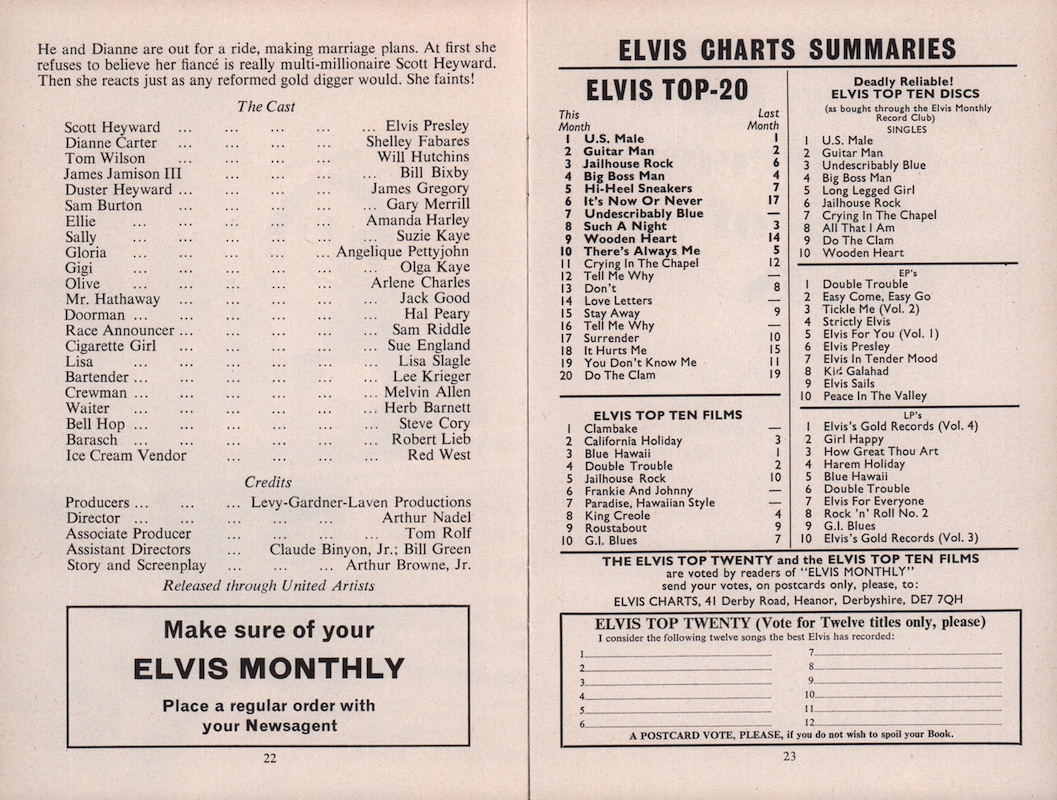 He and Dianne are out for a ride, making marriage plans. At first she
refuses to believe her fiancé is really multi-millionaire Scott Heyward.
Then she reacts just as any reformed gold digger would. She faints!
The Cast
Scott Heyward ... ... ... ... ... Elvis Presley
Dianne Carter ... ... ... ... Shelley Fabares
Tom Wilson ... ... ... ... ... Will Hutchins
James Jamison III ... ... ... ... Bill Bixby
Duster Heyward ... ... ... ... ... James Gregory
Sam Burton ... ... ... ... ... Gary Merrill
Ellie ... ... ... ... ... Amanda Harley
Sally ... ... ... ... ... ... Suzie Kaye
Gloria ... ... ... ... ... Angelique Pettyjohn
Gigi ... ... ... ... ... ... Olga Kaye
Olive ... ... ... ... ... Arlene Charles
Mr. Hathaway ... ... ... ... ... Jack Good
Doorman ... ... ... ... ... ... Hal Peary
Race Announcer ... ... ... ... ... Sam Riddle
Cigarette Girl ... ... ... ... ... Sue England
Lisa ... ... ... ... ... ... Lisa Slagle
Bartender ... ... ... ... ... ... Lee Krieger
Crewman ... ... ... ... ... ... Melvin Allen
Waiter ... ... ... ... ... ... Herb Barnett
Bell Hop ... ... ... ... ... ... Steve Cory
Barasch ... ... ... ... ... ... Robert Lieb
Ice Cream Vendor ... ... ... ... Red West
Credits
Producers ... ... ... Levy-Gardner-Laven Productions
Director ... ... ... ... ... Arthur Nadel
Associate Producer ... ... ... ... Tom Rolf
Assistant Directors ... Claude Binyon, Jr.; Bill Green
Story and Screenplay ... ... ... Arthur Browne, Jr.
Released through United Artists
Make sure of your
ELVIS MONTHLY
Place a regular order with
your Newsagent
22
ELVIS CHARTS SUMMARIES
ELVIS TOP-20
This Last
Month Month
1 U.S. Male 1
2 Guitar Man 2
3 Jailhouse Rock 6
4 Big Boss Man 4
5 Hi-Heel Sneakers 7
6 It's Now Or Never 17
7 Undescribably Blue —
8 Such A Night 3
9 Wooden Heart 14
10 There's Always Me 5
11 Crying In The Chapel 12
12 Tell Me Why —
13 Don't 8
14 Love Letters —
15 Stay Away 9
16 Tell Me Why —
17 Surrender 10
18 It Hurts Me 15
19 You Don't Know Me 11
20 Do The Clam 19
ELVIS TOP TEN FILMS
1 Clambake —
2 California Holiday 3
3 Blue Hawaii 1
4 Double Trouble 2
5 Jailhouse Rock 10
6 Frankie And Johnny —
7 Paradise, Hawaiian Style —
8 King Creole 4
9 Roustabout 9
10 G.I. Blues 7
Deadly Reliable!
ELVIS TOP TEN DISCS
(as bought through the Elvis Monthly
Record Club)
SINGLES
1 U.S. Male
2 Guitar Man
3 Undescribably Blue
4 Big Boss Man
5 Long Legged Girl
6 Jailhouse Rock
7 Crying In The Chapel
8 All That I Am
9 Do The Clam
10 Wooden Heart
EP's
1 Double Trouble
2 Easy Come, Easy Go
3 Tickle Me (Vol. 2)
4 Strictly Elvis
5 Elvis For You (Vol. 1)
6 Elvis Presley
7 Elvis In Tender Mood
8 Kid Galahad
9 Elvis Sails
10 Peace In The Valley
LP's
1 Elvis's Gold Records (Vol. 4)
2 Girl Happy
3 How Great Thou Art
4 Harem Holiday
5 Blue Hawaii
6 Double Trouble
7 Elvis For Everyone
8 Rock 'n' Roll No. 2
9 G.I. Blues
10 Elvis's Gold Records (Vol. 3)
THE ELVIS TOP TWENTY and the ELVIS TOP TEN FILMS
are voted by readers of "ELVIS MONTHLY"
send your votes, on postcards only, please, to:
ELVIS CHARTS, 41 Derby Road, Heanor, Derbyshire, DE7 7QH
ELVIS TOP TWENTY (Vote for Twelve titles only, please)
I consider the following twelve songs the best Elvis has recorded:
1
2
3
4
5
6
7
8
9
10
11
12
A POSTCARD VOTE, PLEASE, if you do not wish to spoil your Book.
23